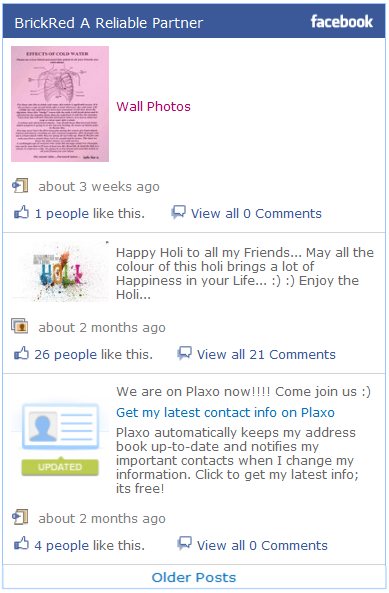 BrickRed A Reliable Partner
facebook
EFFECTS OF COLD WATER
Wall Photos
about 3 weeks ago
1 people like this.
View all 0 Comments
HOLI
Happy Holi to all my Friends... May all the
colour of this holi brings a lot of
Happiness in your Life... :) :) Enjoy the
Holi...
about 2 months ago
26 people like this.
View all 21 Comments
We are on Plaxo now!!!! Come join us :)
Get my latest contact info on Plaxo
Plaxo automatically keeps my address
book up-to-date and notifies my
important contacts when I change my
information. Click to get my latest info;
its free!
UPDATED
about 2 months ago
4 people like this.
View all 0 Comments
Older Posts